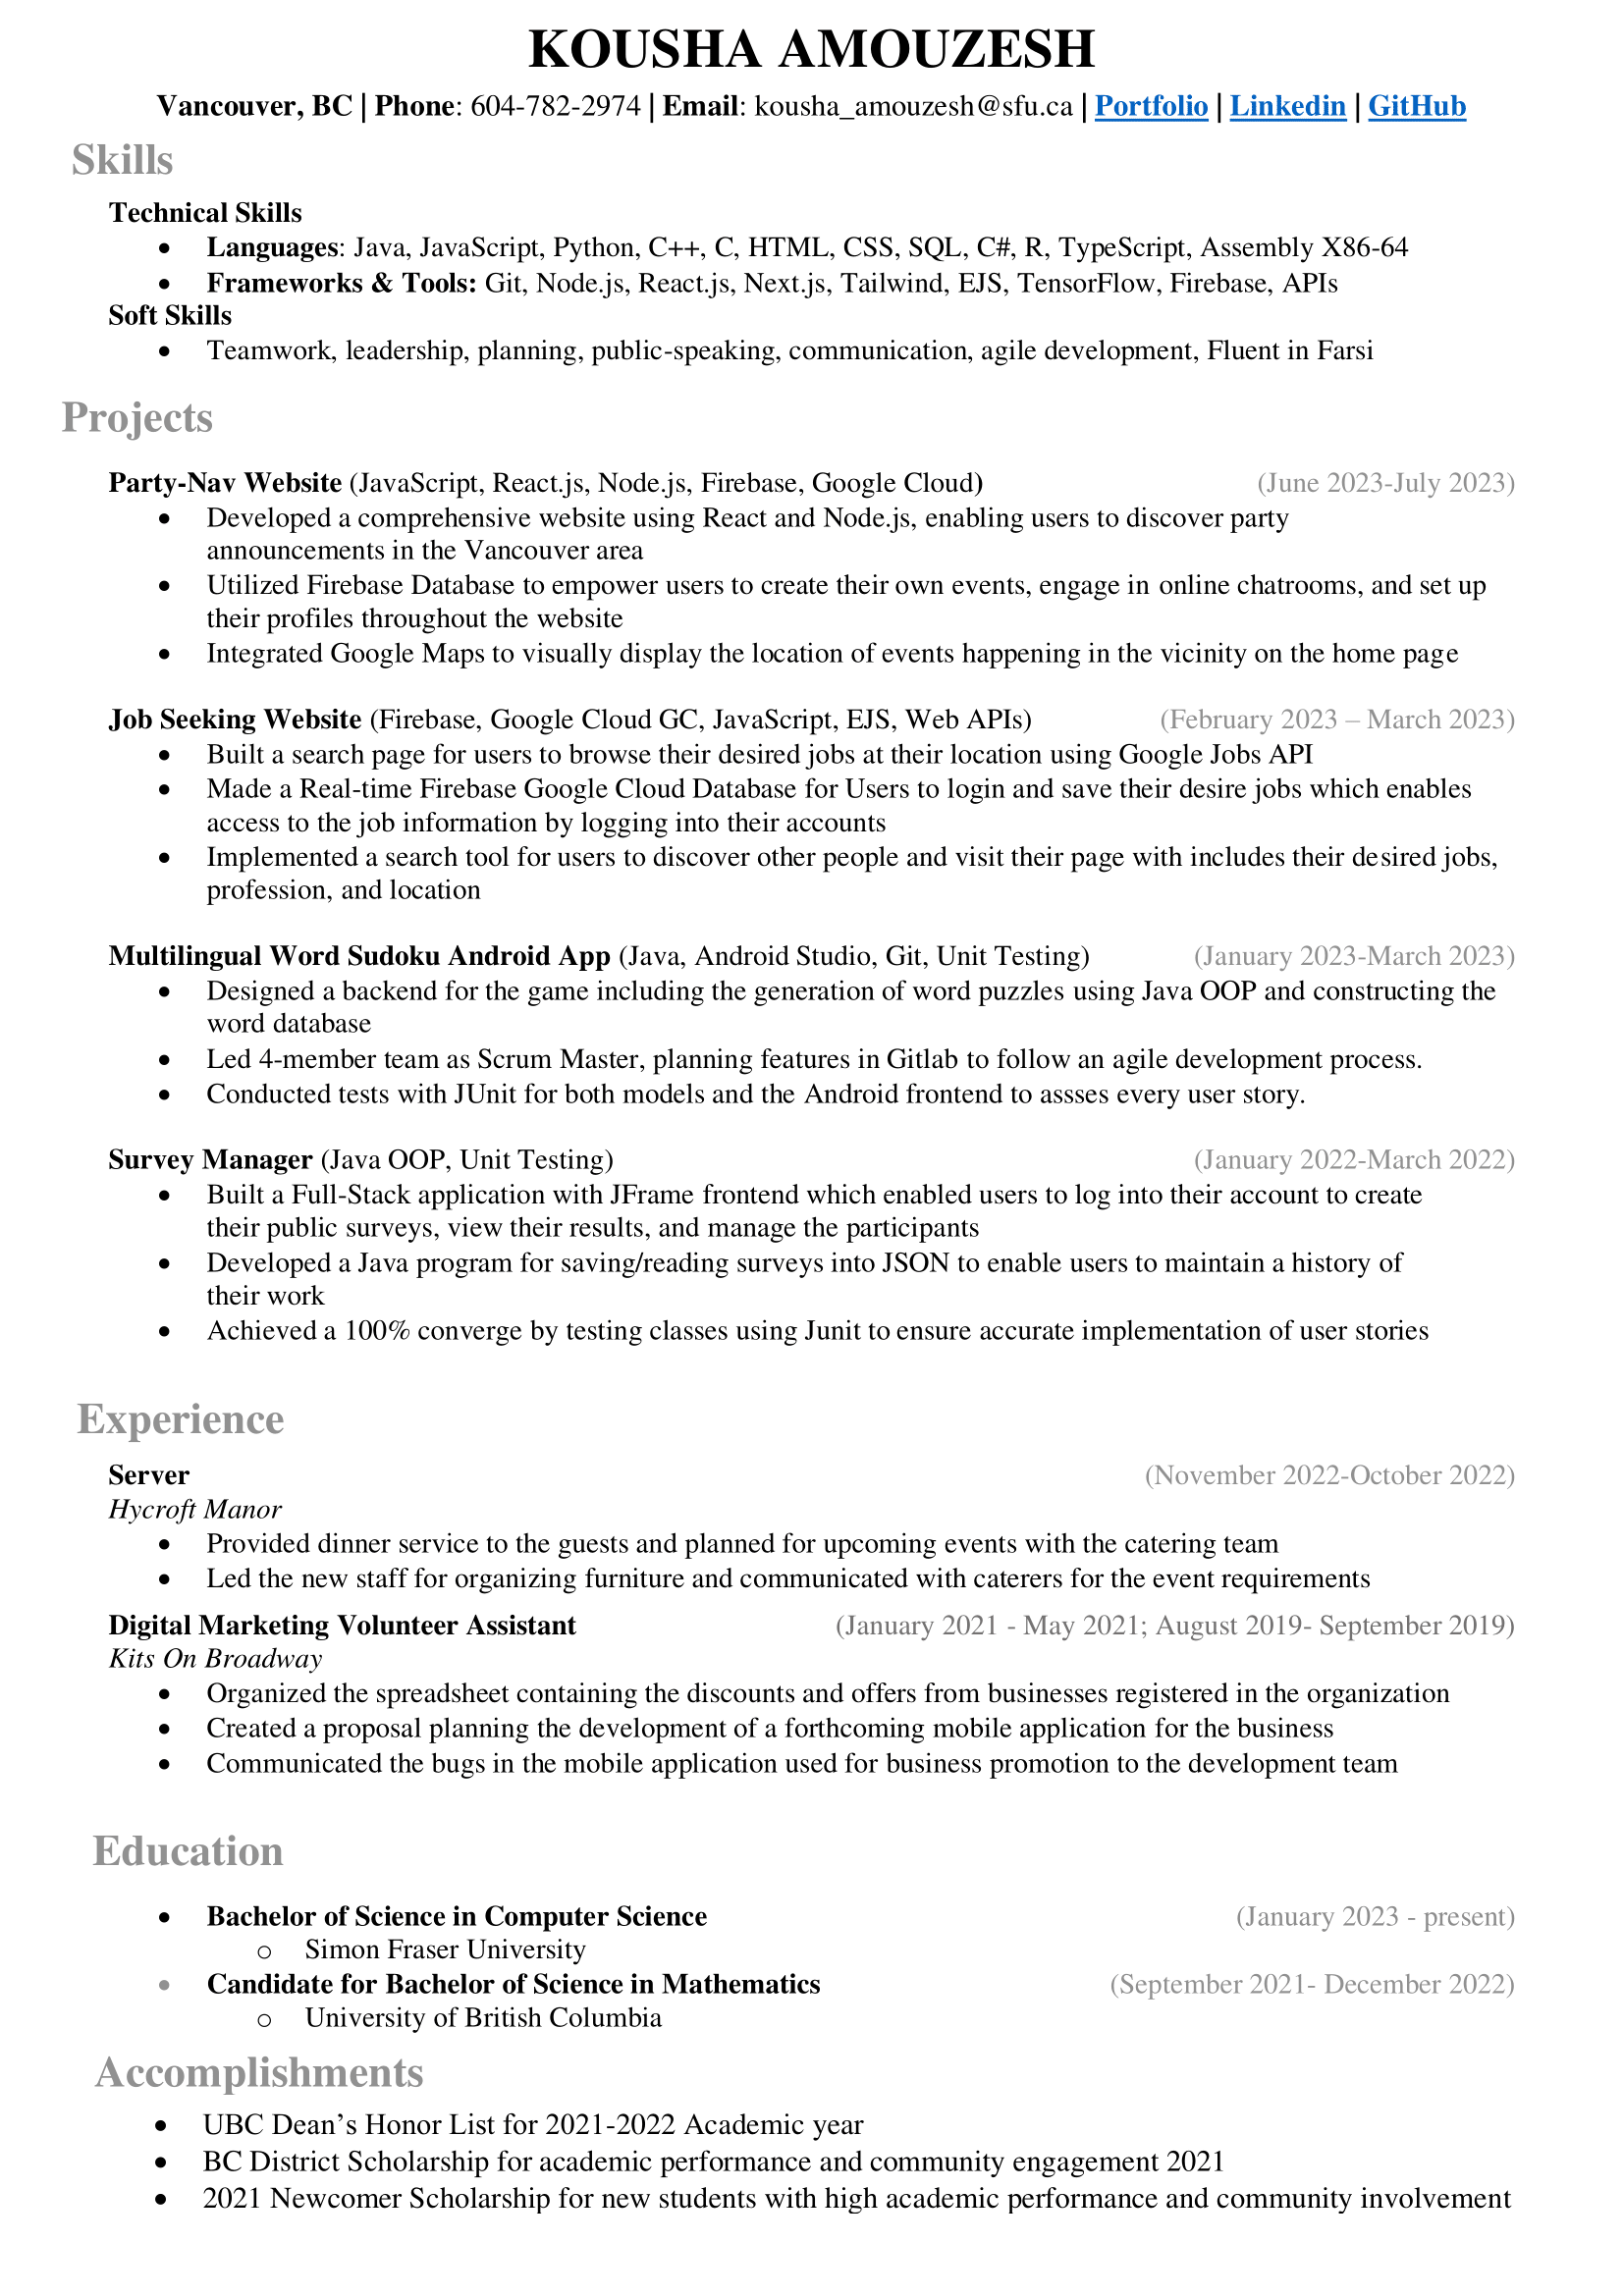 KOUSHA AMOUZESH
Vancouver, BC | Phone: 604-782-2974 | Email: kousha_amouzesh@sfu.ca | Portfolio | Linkedin | GitHub
Skills
Technical Skills
• Languages: Java, JavaScript, Python, C++, C, HTML, CSS, SQL, C#, R, TypeScript, Assembly X86-64
• Frameworks & Tools: Git, Node.js, React.js, Next.js, Tailwind, EJS, TensorFlow, Firebase, APIs
Soft Skills
• Teamwork, leadership, planning, public-speaking, communication, agile development, Fluent in Farsi
Projects
Party-Nav Website (JavaScript, React.js, Node.js, Firebase, Google Cloud) (June 2023-July 2023)
• Developed a comprehensive website using React and Node.js, enabling users to discover party
announcements in the Vancouver area
• Utilized Firebase Database to empower users to create their own events, engage in online chatrooms, and set up
their profiles throughout the website
• Integrated Google Maps to visually display the location of events happening in the vicinity on the home page
Job Seeking Website (Firebase, Google Cloud GC, JavaScript, EJS, Web APIs) (February 2023 – March 2023)
• Built a search page for users to browse their desired jobs at their location using Google Jobs API
• Made a Real-time Firebase Google Cloud Database for Users to login and save their desire jobs which enables
access to the job information by logging into their accounts
• Implemented a search tool for users to discover other people and visit their page with includes their desired jobs,
profession, and location
Multilingual Word Sudoku Android App (Java, Android Studio, Git, Unit Testing) (January 2023-March 2023)
• Designed a backend for the game including the generation of word puzzles using Java OOP and constructing the
word database
• Led 4-member team as Scrum Master, planning features in Gitlab to follow an agile development process.
• Conducted tests with JUnit for both models and the Android frontend to assses every user story.
Survey Manager (Java OOP, Unit Testing) (January 2022-March 2022)
• Built a Full-Stack application with JFrame frontend which enabled users to log into their account to create
their public surveys, view their results, and manage the participants
• Developed a Java program for saving/reading surveys into JSON to enable users to maintain a history of
their work
• Achieved a 100% converge by testing classes using Junit to ensure accurate implementation of user stories
Experience
Server (November 2022-October 2022)
Hycroft Manor
• Provided dinner service to the guests and planned for upcoming events with the catering team
• Led the new staff for organizing furniture and communicated with caterers for the event requirements
Digital Marketing Volunteer Assistant (January 2021 - May 2021; August 2019- September 2019)
Kits On Broadway
• Organized the spreadsheet containing the discounts and offers from businesses registered in the organization
• Created a proposal planning the development of a forthcoming mobile application for the business
• Communicated the bugs in the mobile application used for business promotion to the development team
Education
• Bachelor of Science in Computer Science (January 2023 - present)
o Simon Fraser University
• Candidate for Bachelor of Science in Mathematics (September 2021- December 2022)
o University of British Columbia
Accomplishments
• UBC Dean’s Honor List for 2021-2022 Academic year
• BC District Scholarship for academic performance and community engagement 2021
• 2021 Newcomer Scholarship for new students with high academic performance and community involvement